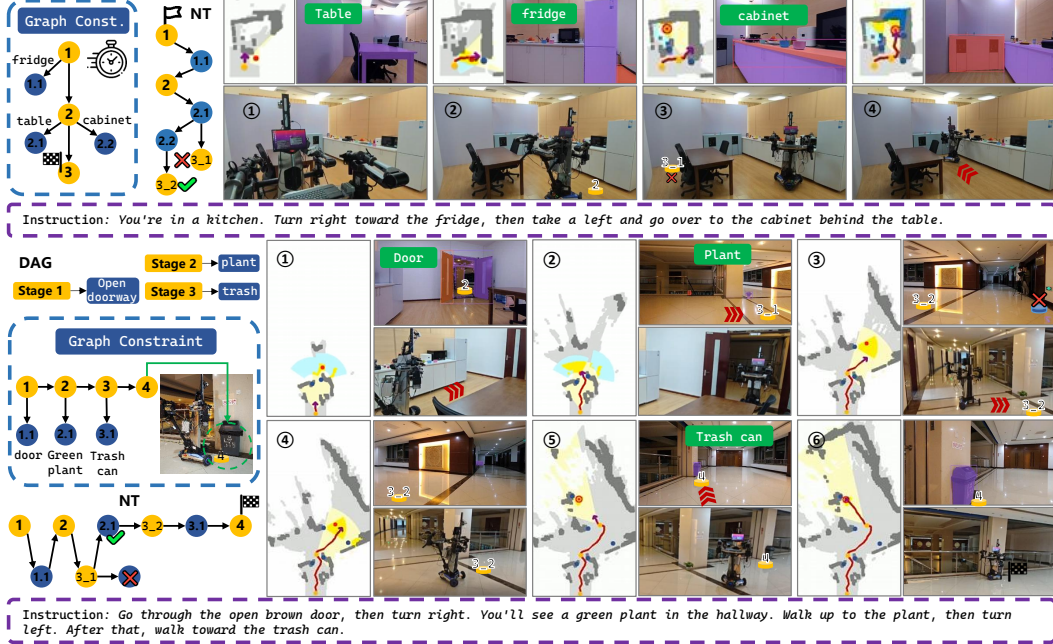 Graph Const.
NT
1
fridge
1.1
2
table
cabinet
2.1
2.2
3
1
1.1
2
2.1
2.2
3_1
3_2
Table
fridge
cabinet
①
②
2
③
3_1
④
Instruction: You're in a kitchen. Turn right toward the fridge, then take a left and go over to the cabinet behind the table.
DAG
Stage 2
plant
Stage 1
Open doorway
Stage 3
trash
Graph Constraint
1
2
3
4
1.1
2.1
3.1
door
Green plant
Trash can
4
NT
1
2
2.1
3_2
3.1
4
1.1
3_1
①
Door
2
②
Plant
3_1
③
3_2
3_2
④
3_2
3_2
⑤
Trash can
4
4
⑥
4
Instruction: Go through the open brown door, then turn right. You'll see a green plant in the hallway. Walk up to the plant, then turn
left. After that, walk toward the trash can.